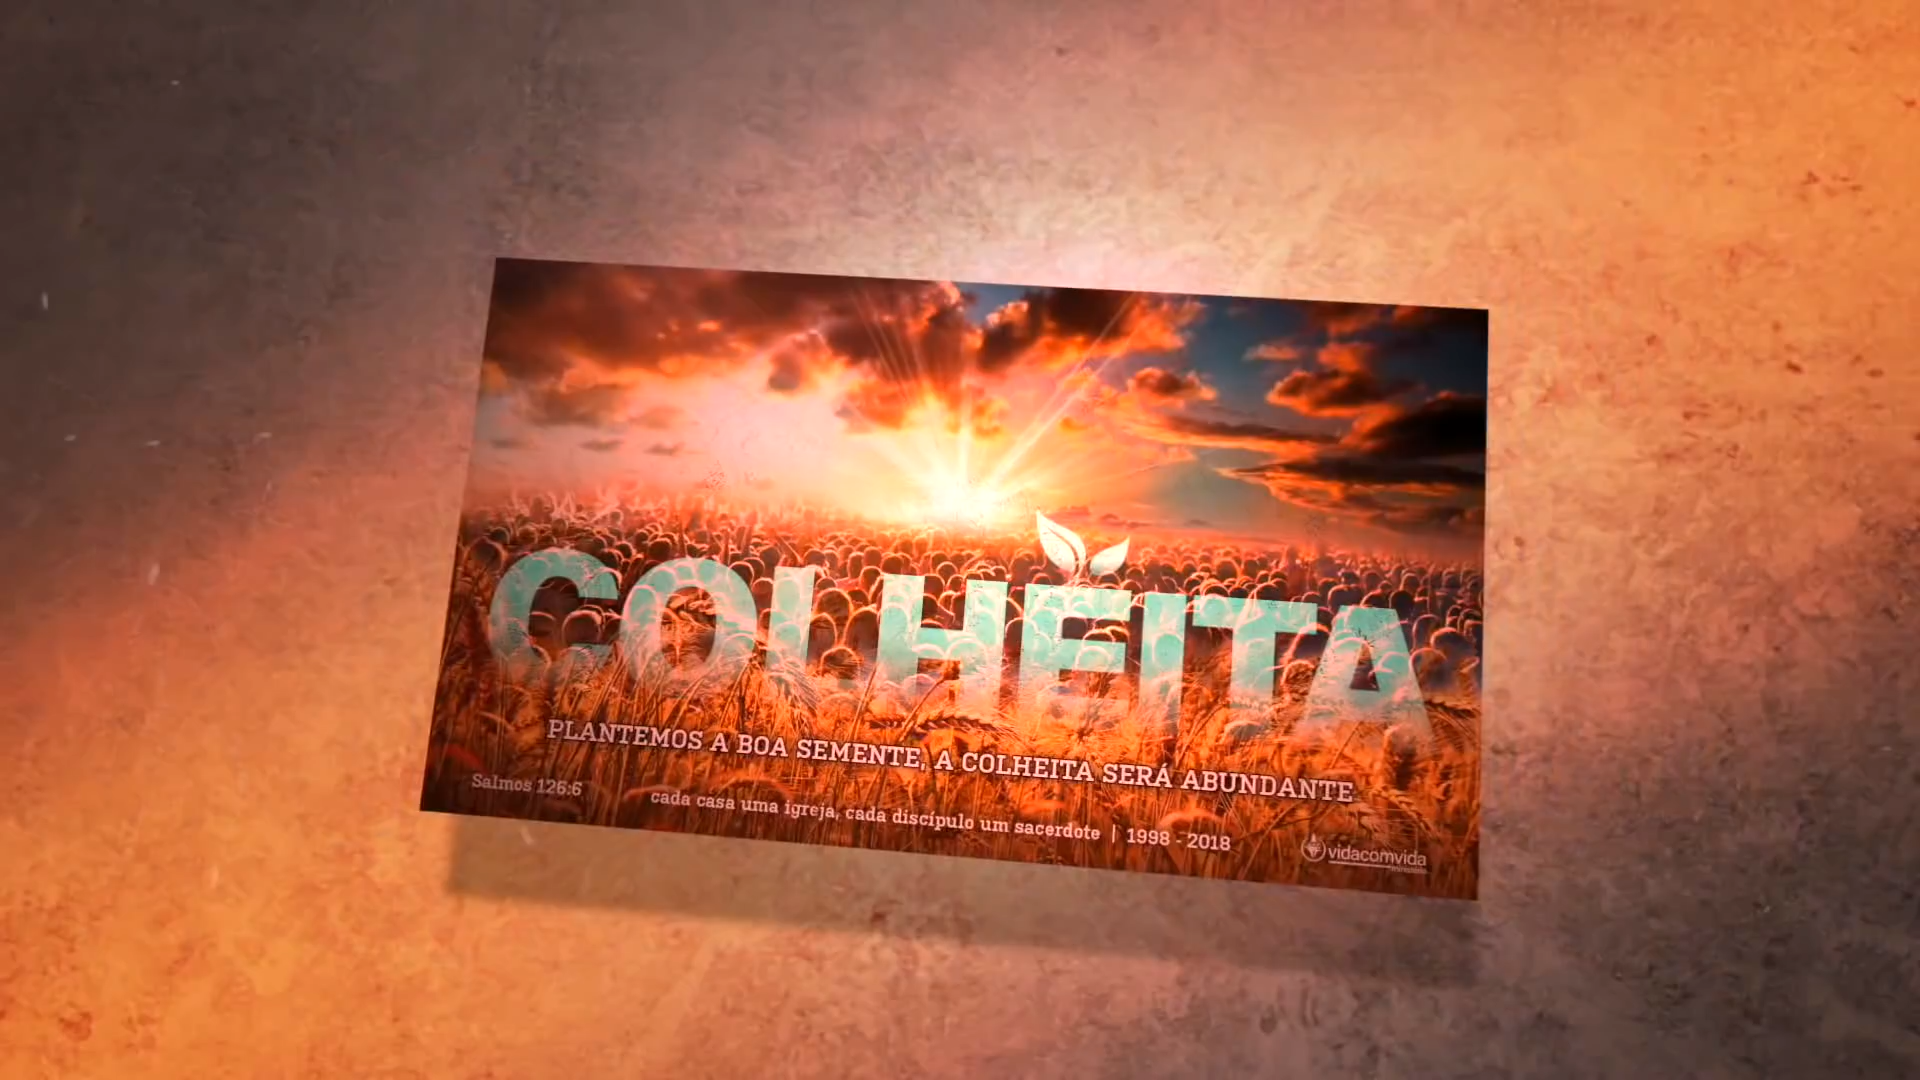 COLHEITA
PLANTEMOS A BOA SEMENTE, A COLHEITA SERÁ ABUNDANTE
Salmos 126:6
cada casa uma igreja, cada discípulo um sacerdote | 1998 - 2018
vidacomvida